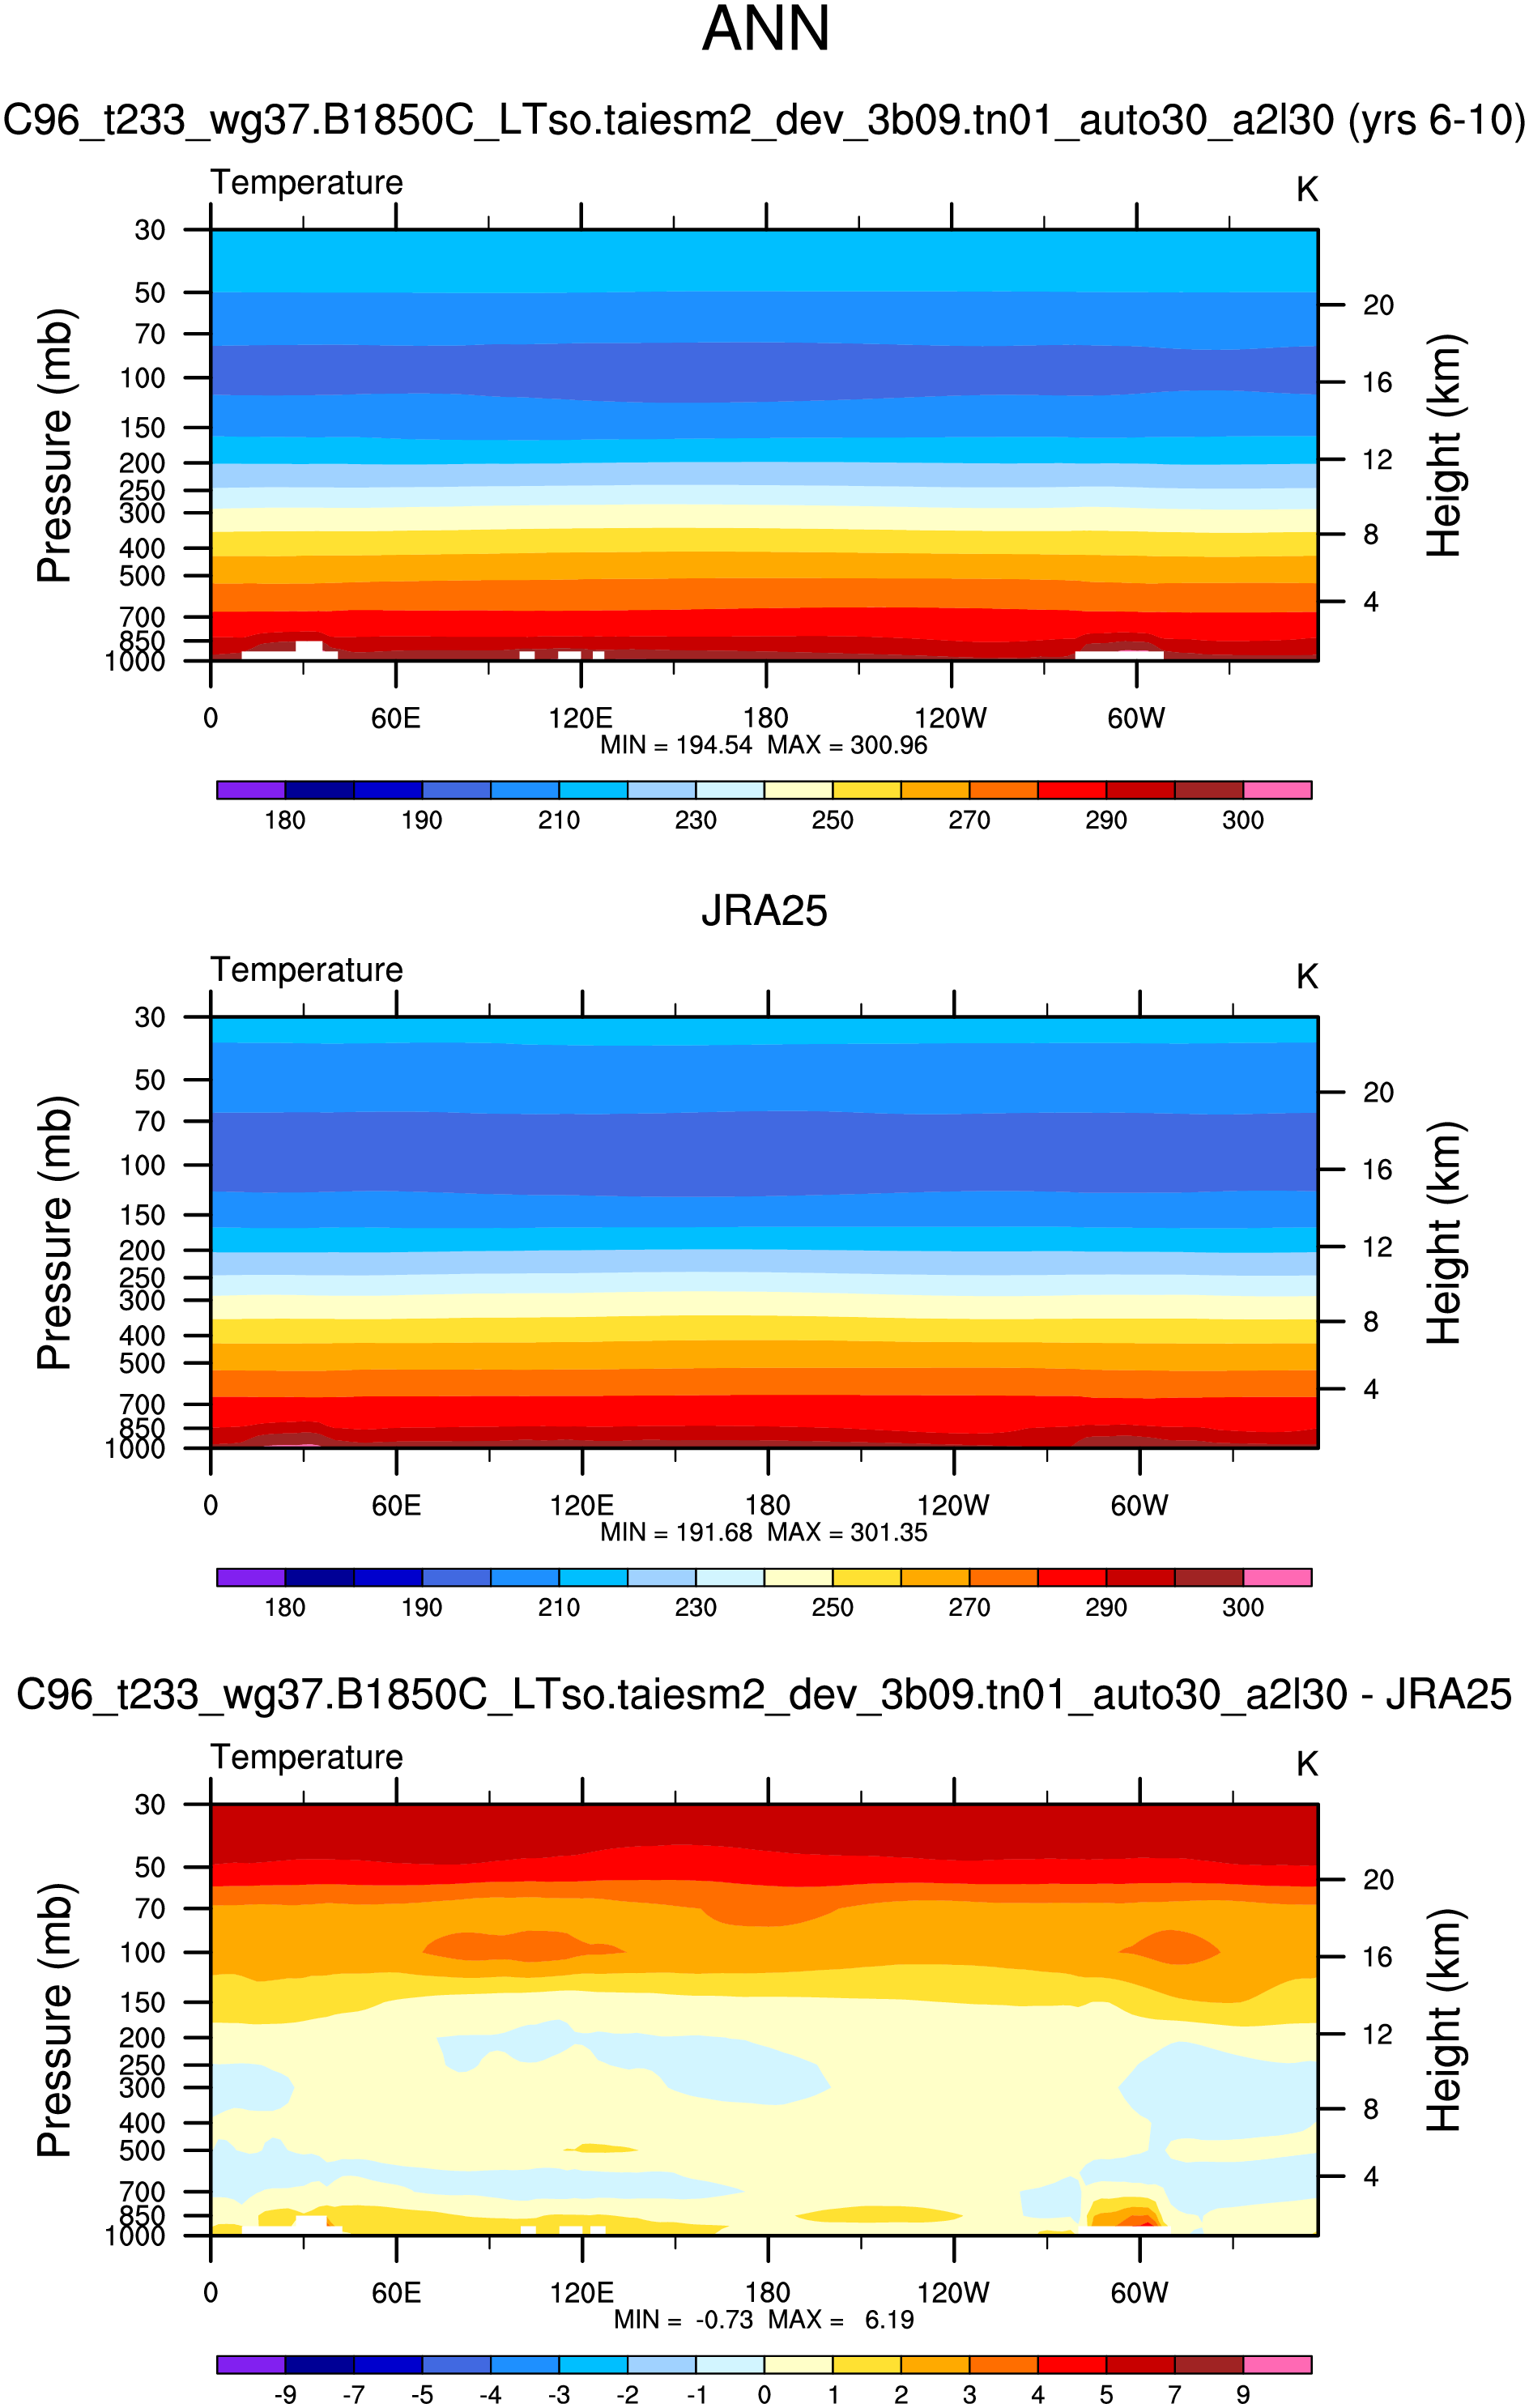 ANN
C96_t233_wg37.B1850C_LTso.taiesm2_dev_3b09.tn01_auto30_a2l30 (yrs 6-10)
Temperature K
Pressure (mb)
30
50
70
100
150
200
250
300
400
500
700
850
1000
Height (km)
20
16
12
8
4
0 60E 120E 180 120W 60W
MIN = 194.54 MAX = 300.96
180 190 210 230 250 270 290 300
JRA25
Temperature K
Pressure (mb)
30
50
70
100
150
200
250
300
400
500
700
850
1000
Height (km)
20
16
12
8
4
0 60E 120E 180 120W 60W
MIN = 191.68 MAX = 301.35
180 190 210 230 250 270 290 300
C96_t233_wg37.B1850C_LTso.taiesm2_dev_3b09.tn01_auto30_a2l30 - JRA25
Temperature K
Pressure (mb)
30
50
70
100
150
200
250
300
400
500
700
850
1000
Height (km)
20
16
12
8
4
0 60E 120E 180 120W 60W
MIN = -0.73 MAX = 6.19
-9 -7 -5 -4 -3 -2 -1 0 1 2 3 4 5 7 9